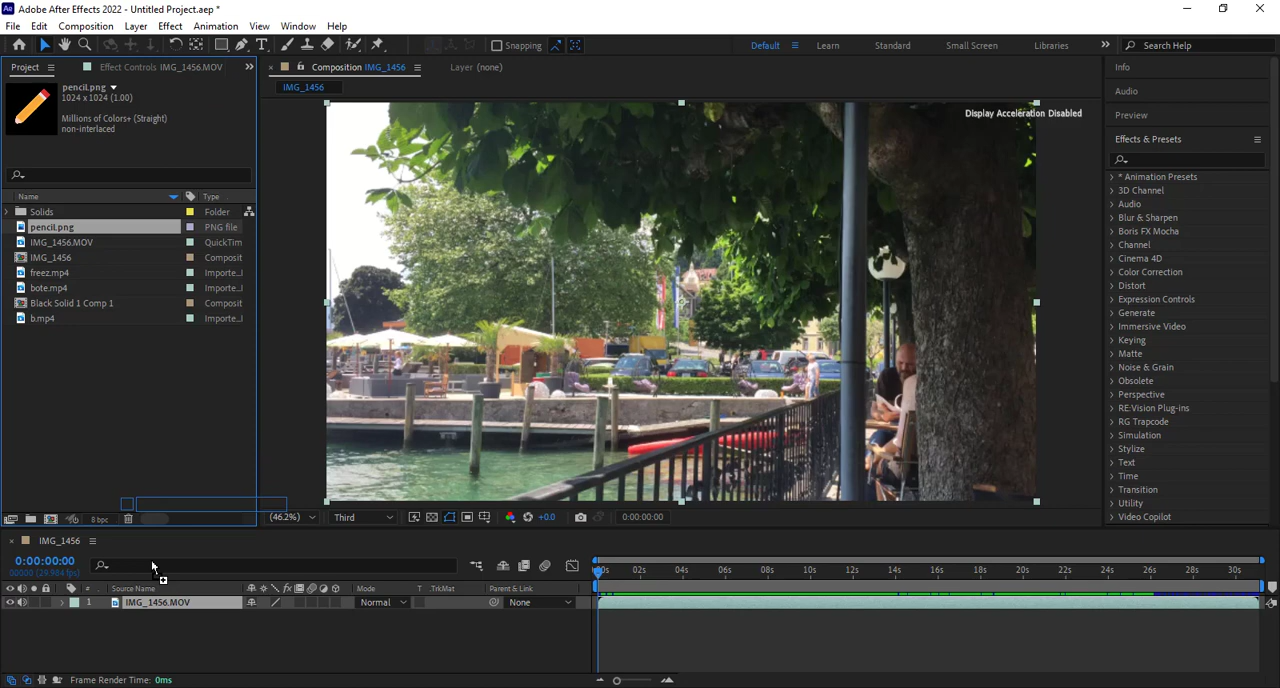 Ae Adobe After Effects 2022 - Untitled Project.aep *
File Edit Composition Layer Effect Animation View Window Help
Snapping Default Learn Standard Small Screen Libraries Search Help
Project Effect Controls IMG_1456.MOV Composition IMG_1456 Layer (none) Info
IMG_1456
pencil.png
1024 x 1024 (1.00)
Millions of Colors+ (Straight)
non-interlaced
Display Acceleration Disabled
Audio
Preview
Effects & Presets
Name Type
Solids Folder
pencil.png PNG file
IMG_1456.MOV QuickTim
IMG_1456 Composit
freez.mp4 Importe...l
bote.mp4 Importe...l
Black Solid 1 Comp 1 Composit
b.mp4 Importe...l
* Animation Presets
3D Channel
Audio
Blur & Sharpen
Boris FX Mocha
Channel
Cinema 4D
Color Correction
Distort
Expression Controls
Generate
Immersive Video
Keying
Matte
Noise & Grain
Obsolete
Perspective
RE:Vision Plug-ins
RG Trapcode
Simulation
Stylize
Text
Time
Transition
Utility
Video Copilot
8 bpc (46.2%) Third +0.0 0:00:00:00
IMG_1456
0:00:00:00
00000 (29.984 fps)
0s 02s 04s 06s 08s 10s 12s 14s 16s 18s 20s 22s 24s 26s 28s 30s
# Source Name fx Mode T .TrkMat Parent & Link
1 IMG_1456.MOV Normal None
Frame Render Time: 0ms